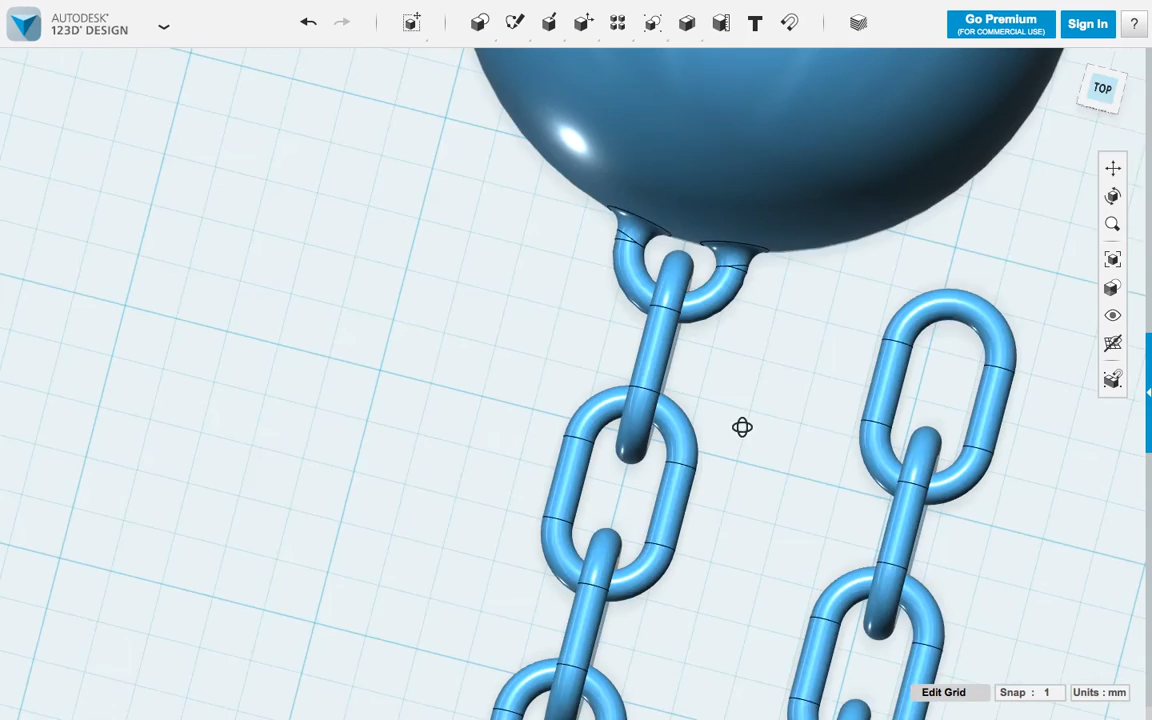 AUTODESK®
123D® DESIGN
T
Go Premium
(FOR COMMERCIAL USE)
Sign In
?
TOP
Edit Grid
Snap : 1
Units : mm